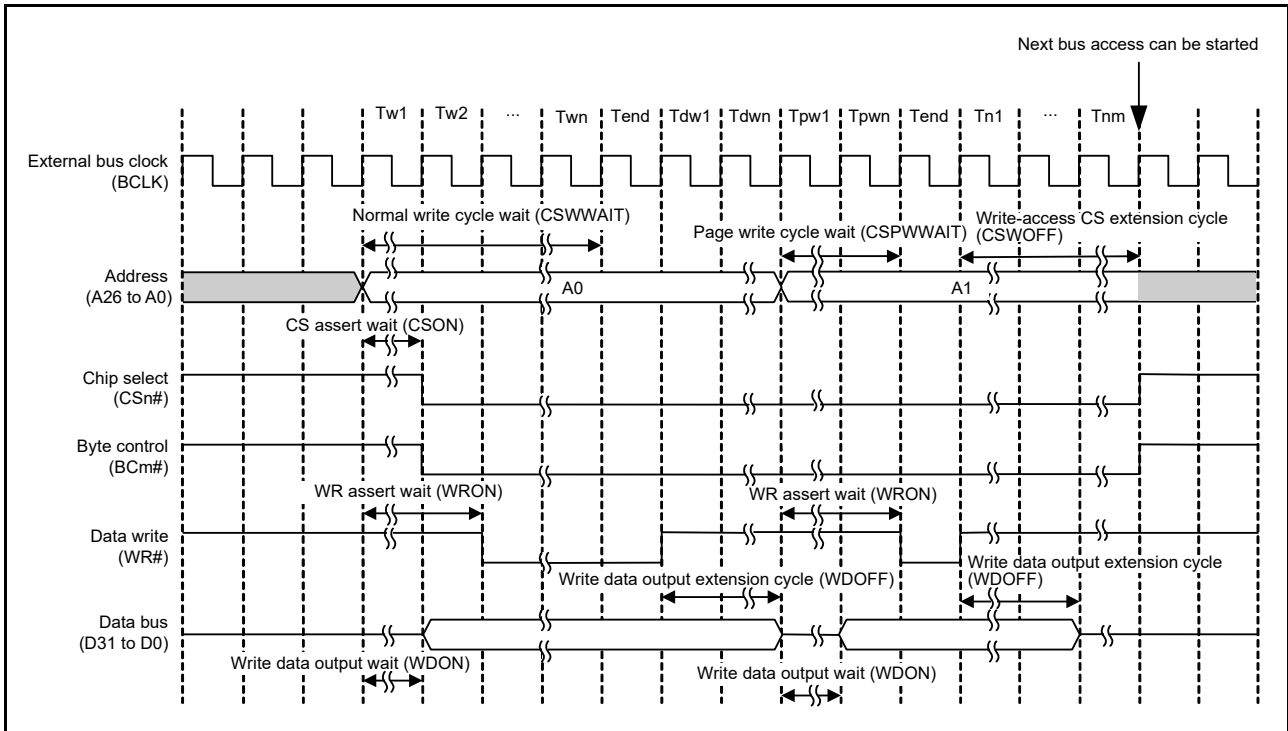 Next bus access can be started
Tw1 Tw2 ... Twn Tend Tdw1 Tdwn Tpw1 Tpwn Tend Tn1 ... Tnm
External bus clock
(BCLK)
Normal write cycle wait (CSWWAIT)
Page write cycle wait (CSPWWAIT)
Write-access CS extension cycle
(CSWOFF)
Address
(A26 to A0)
A0
A1
CS assert wait (CSON)
Chip select
(CSn#)
Byte control
(BCm#)
WR assert wait (WRON)
WR assert wait (WRON)
Data write
(WR#)
Write data output extension cycle (WDOFF)
Write data output extension cycle
(WDOFF)
Data bus
(D31 to D0)
Write data output wait (WDON)
Write data output wait (WDON)